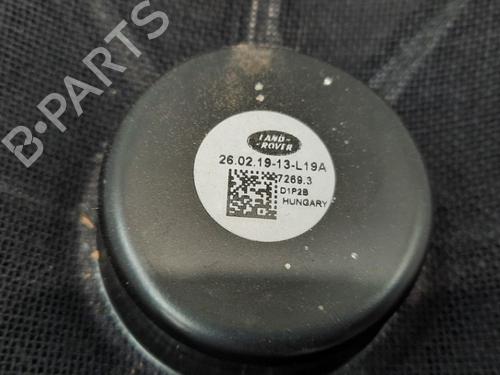 B-PARTS
LAND-
-ROVER
26.02.19-13-L19A
7269.3
D1P2B
HUNGARY